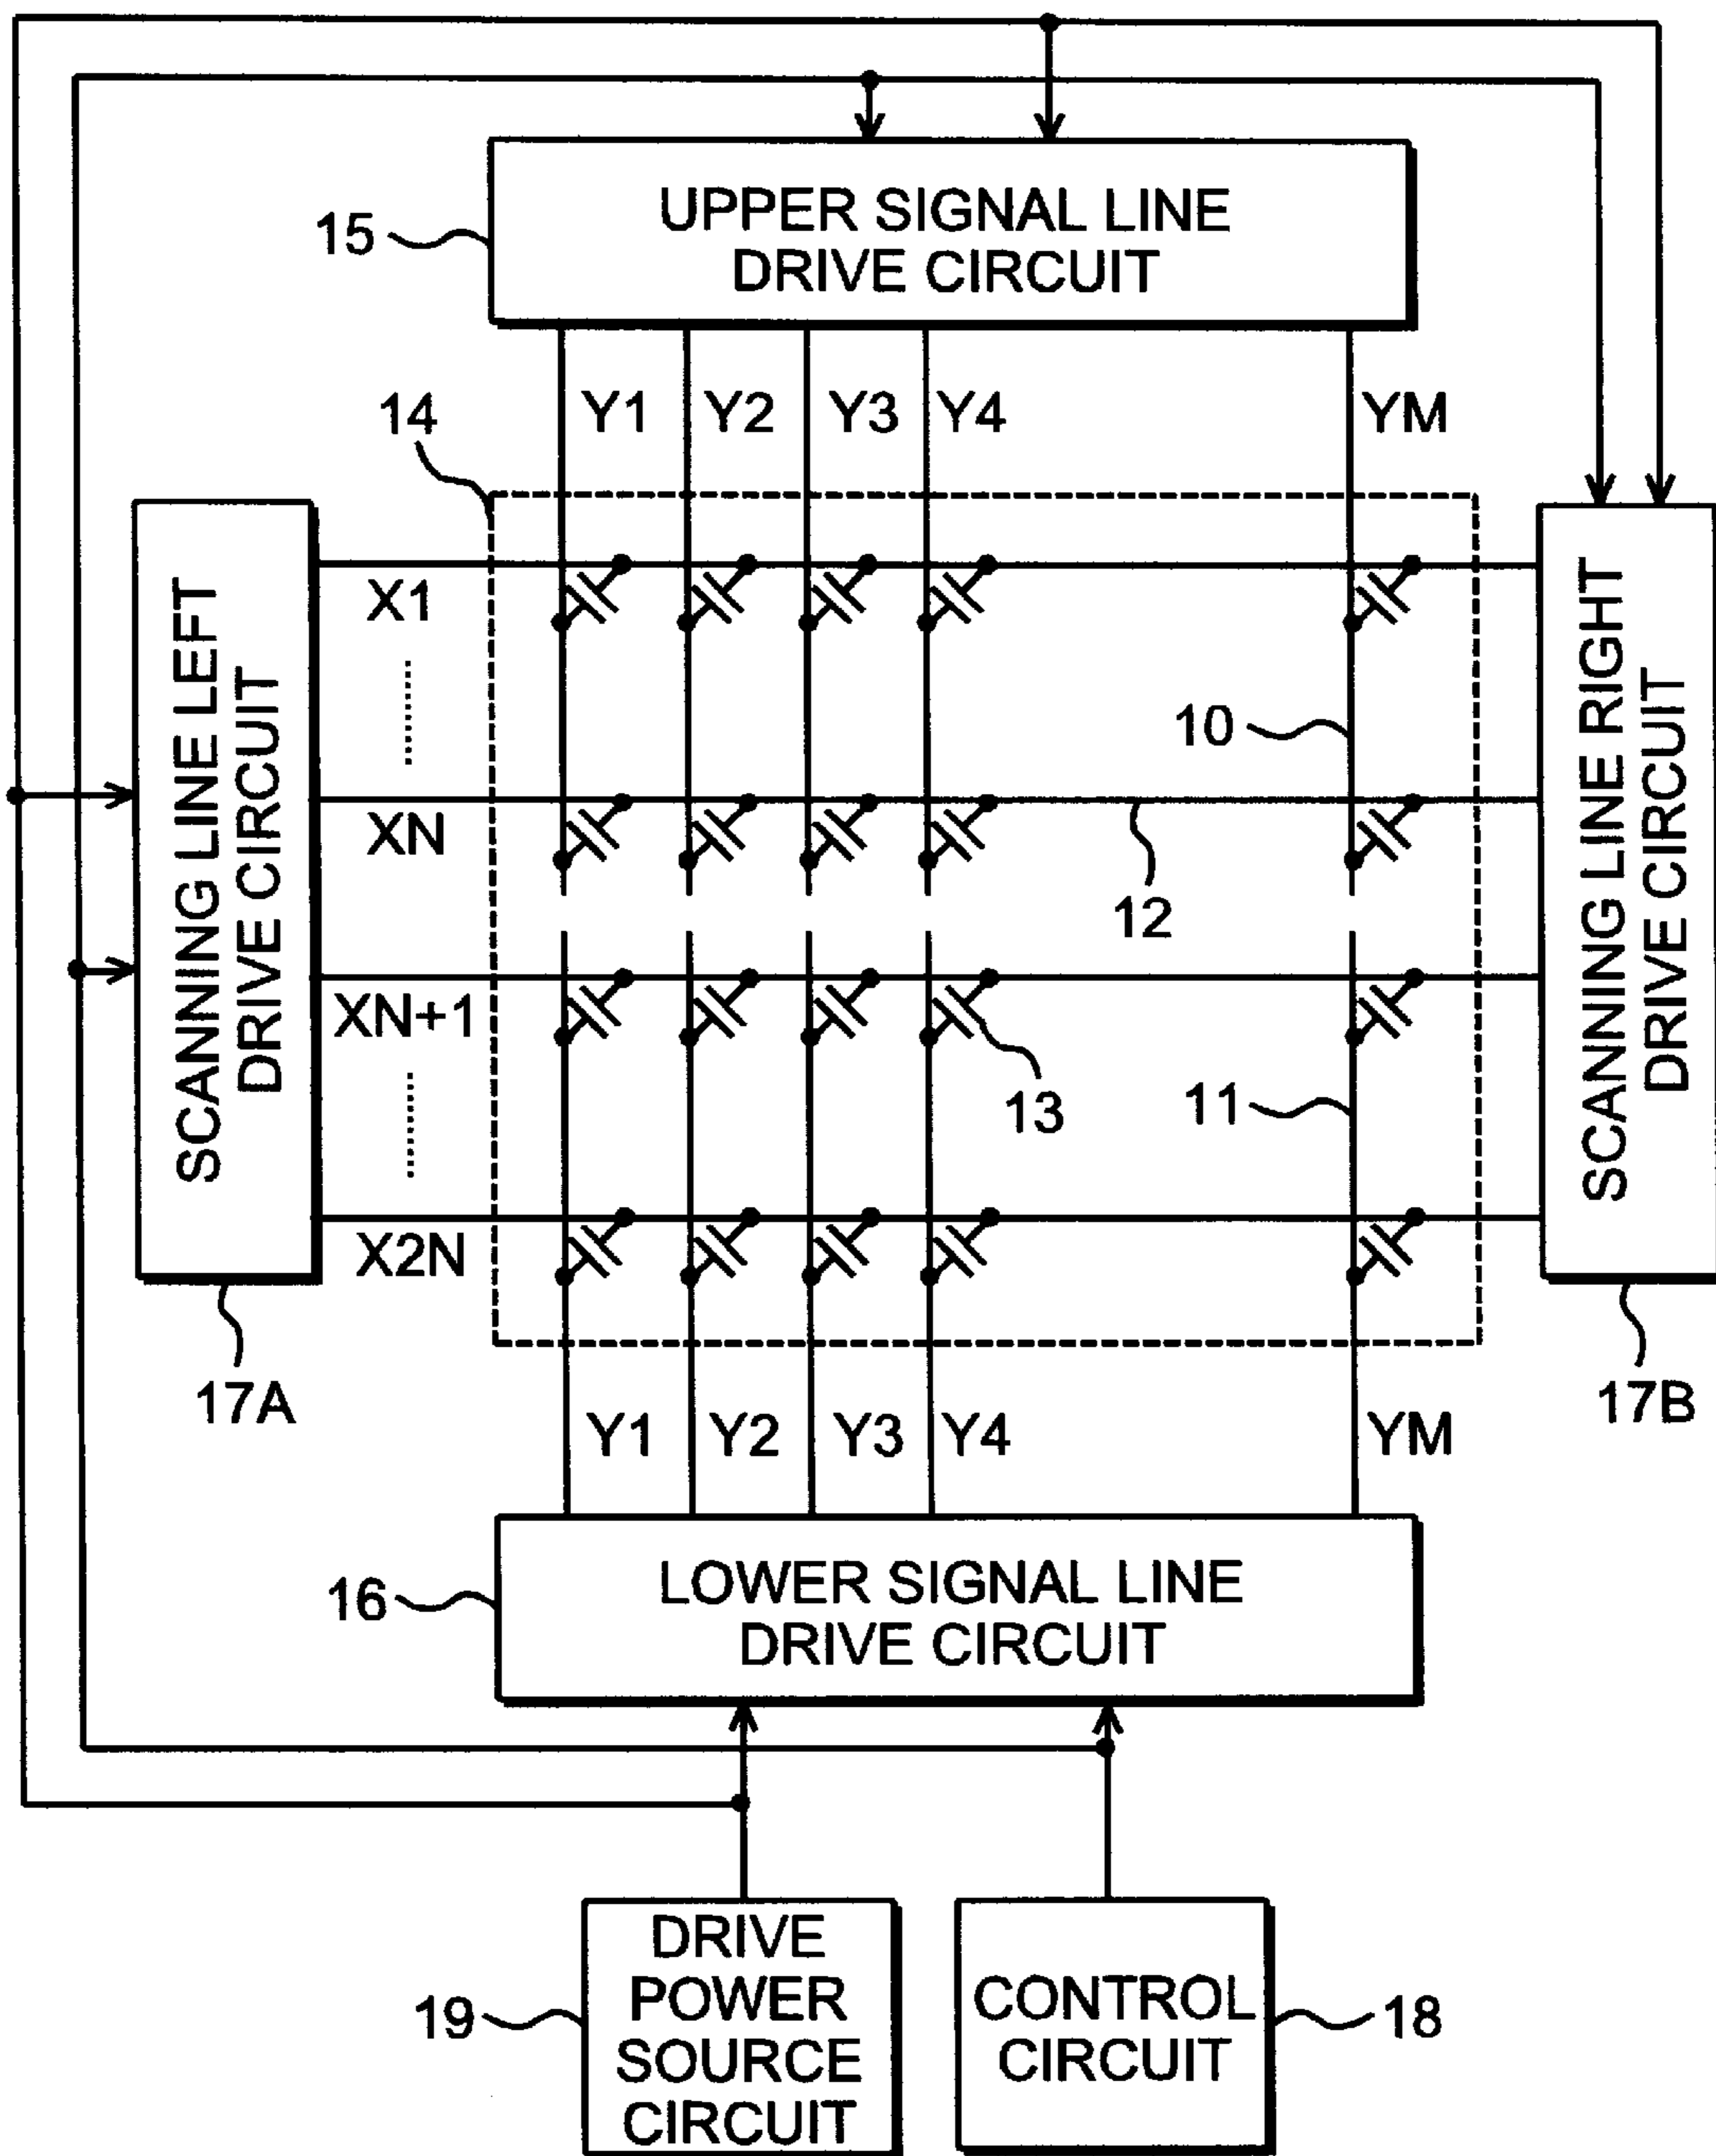 UPPER SIGNAL LINE
DRIVE CIRCUIT
15
Y1 Y2 Y3 Y4 YM
14
SCANNING LINE LEFT
DRIVE CIRCUIT
SCANNING LINE RIGHT
DRIVE CIRCUIT
X1
10
XN
12
XN+1
13
11
X2N
17A
17B
Y1 Y2 Y3 Y4 YM
LOWER SIGNAL LINE
DRIVE CIRCUIT
16
DRIVE
POWER
SOURCE
CIRCUIT
19
CONTROL
CIRCUIT
18